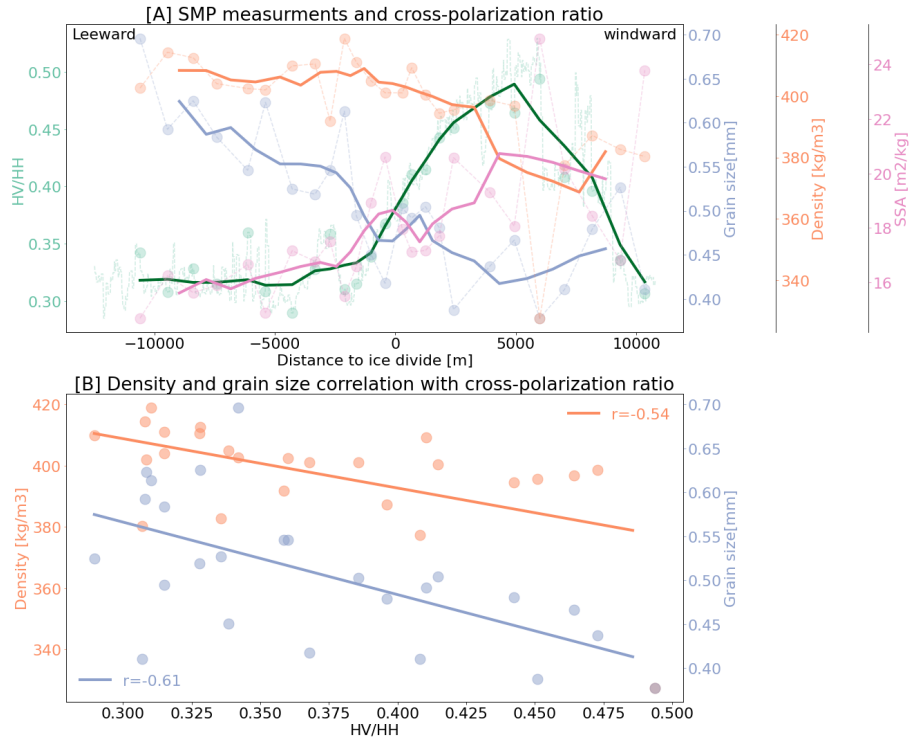 [A] SMP measurments and cross-polarization ratio
Leeward
windward
HV/HH
0.50
0.45
0.40
0.35
0.30
0.70
0.65
0.60
0.55
0.50
0.45
0.40
Grain size[mm]
420
400
380
360
340
Density [kg/m3]
24
22
20
18
16
SSA [m2/kg]
−10000 −5000 0 5000 10000
Distance to ice divide [m]
[B] Density and grain size correlation with cross-polarization ratio
Density [kg/m3]
420
400
380
360
340
r=-0.54
r=-0.61
0.70
0.65
0.60
0.55
0.50
0.45
0.40
Grain size[mm]
0.300 0.325 0.350 0.375 0.400 0.425 0.450 0.475 0.500
HV/HH